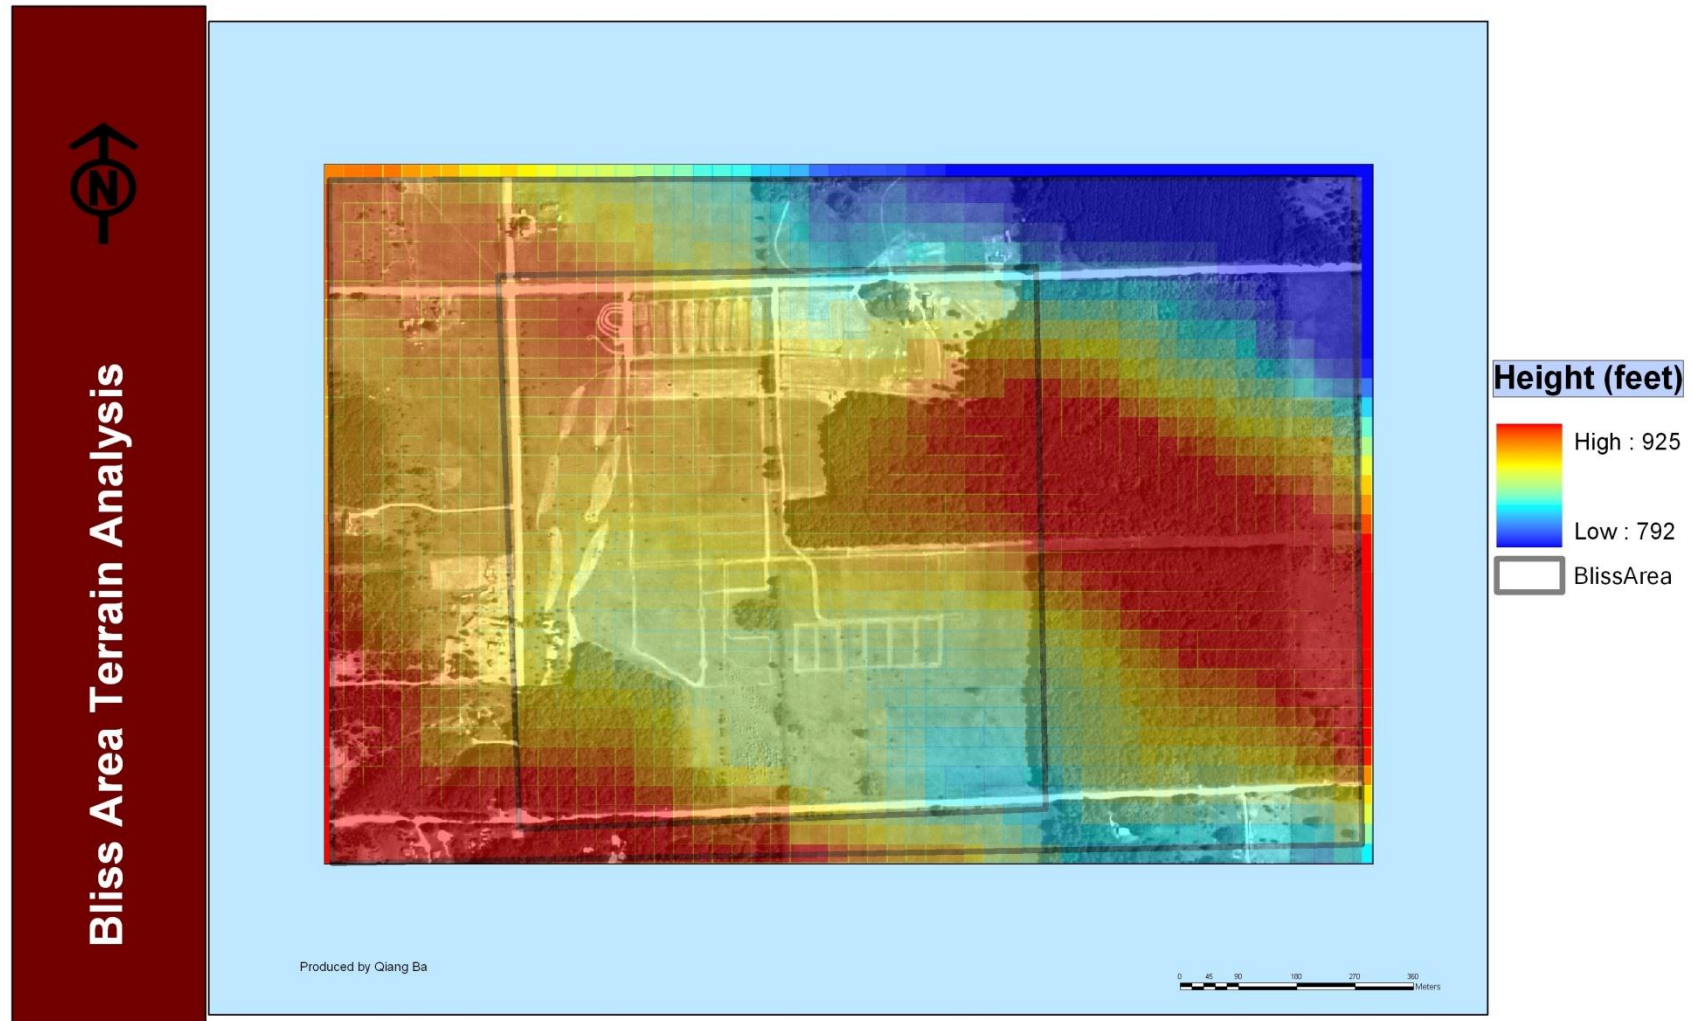 N
Bliss Area Terrain Analysis
Height (feet)
High : 925
Low : 792
BlissArea
Produced by Qiang Ba
0 45 90 180 270 360
Meters